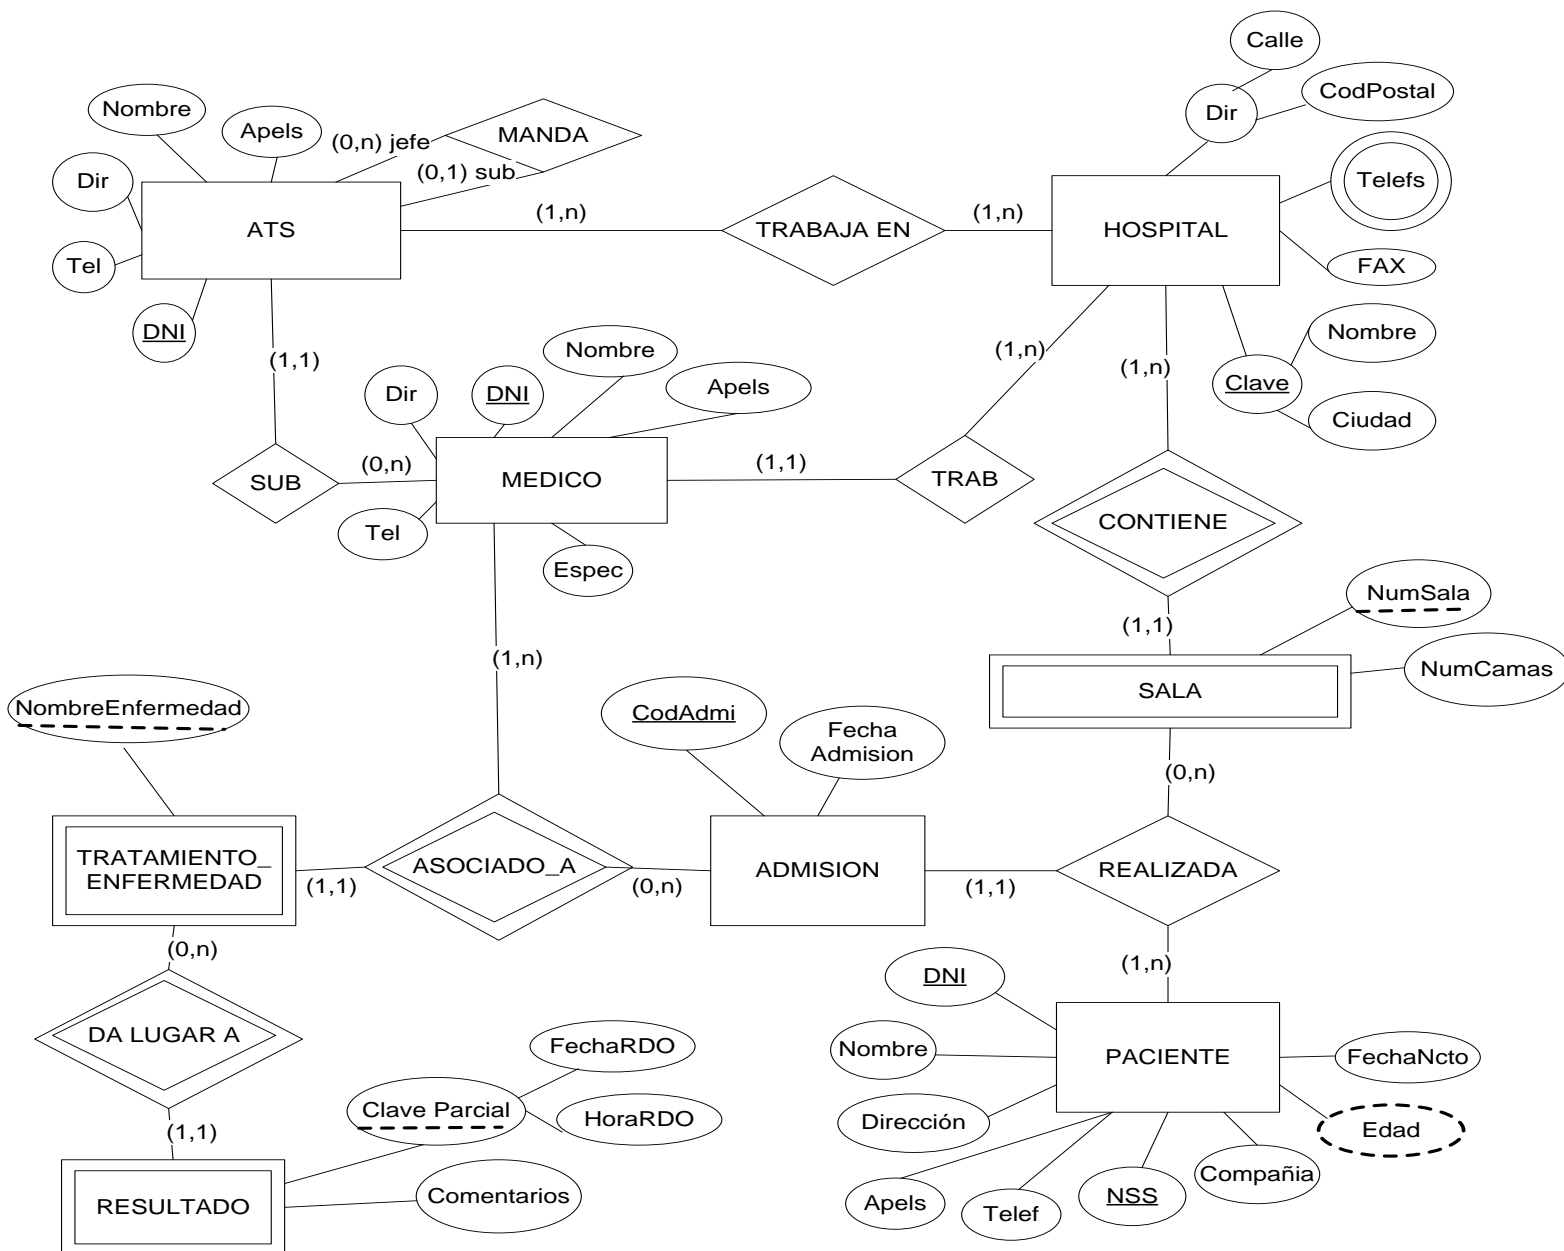 Calle
CodPostal
Dir
Nombre
Apels
(0,n) jefe
MANDA
(0,1) sub
Dir
Telefs
ATS
(1,n)
TRABAJA EN
(1,n)
HOSPITAL
Tel
FAX
DNI
Nombre
(1,1)
Nombre
(1,n)
(1,n)
Clave
Dir
DNI
Apels
Ciudad
SUB
(0,n)
MEDICO
(1,1)
TRAB
CONTIENE
Tel
Espec
NumSala
(1,1)
(1,n)
NumCamas
SALA
NombreEnfermedad
CodAdmi
Fecha
Admision
(0,n)
TRATAMIENTO_
ENFERMEDAD
(1,1)
ASOCIADO_A
(0,n)
ADMISION
(1,1)
REALIZADA
(0,n)
(1,n)
DNI
DA LUGAR A
FechaRDO
Nombre
PACIENTE
FechaNcto
Clave Parcial
HoraRDO
Dirección
Edad
(1,1)
RESULTADO
Comentarios
Apels
Telef
NSS
Compañia